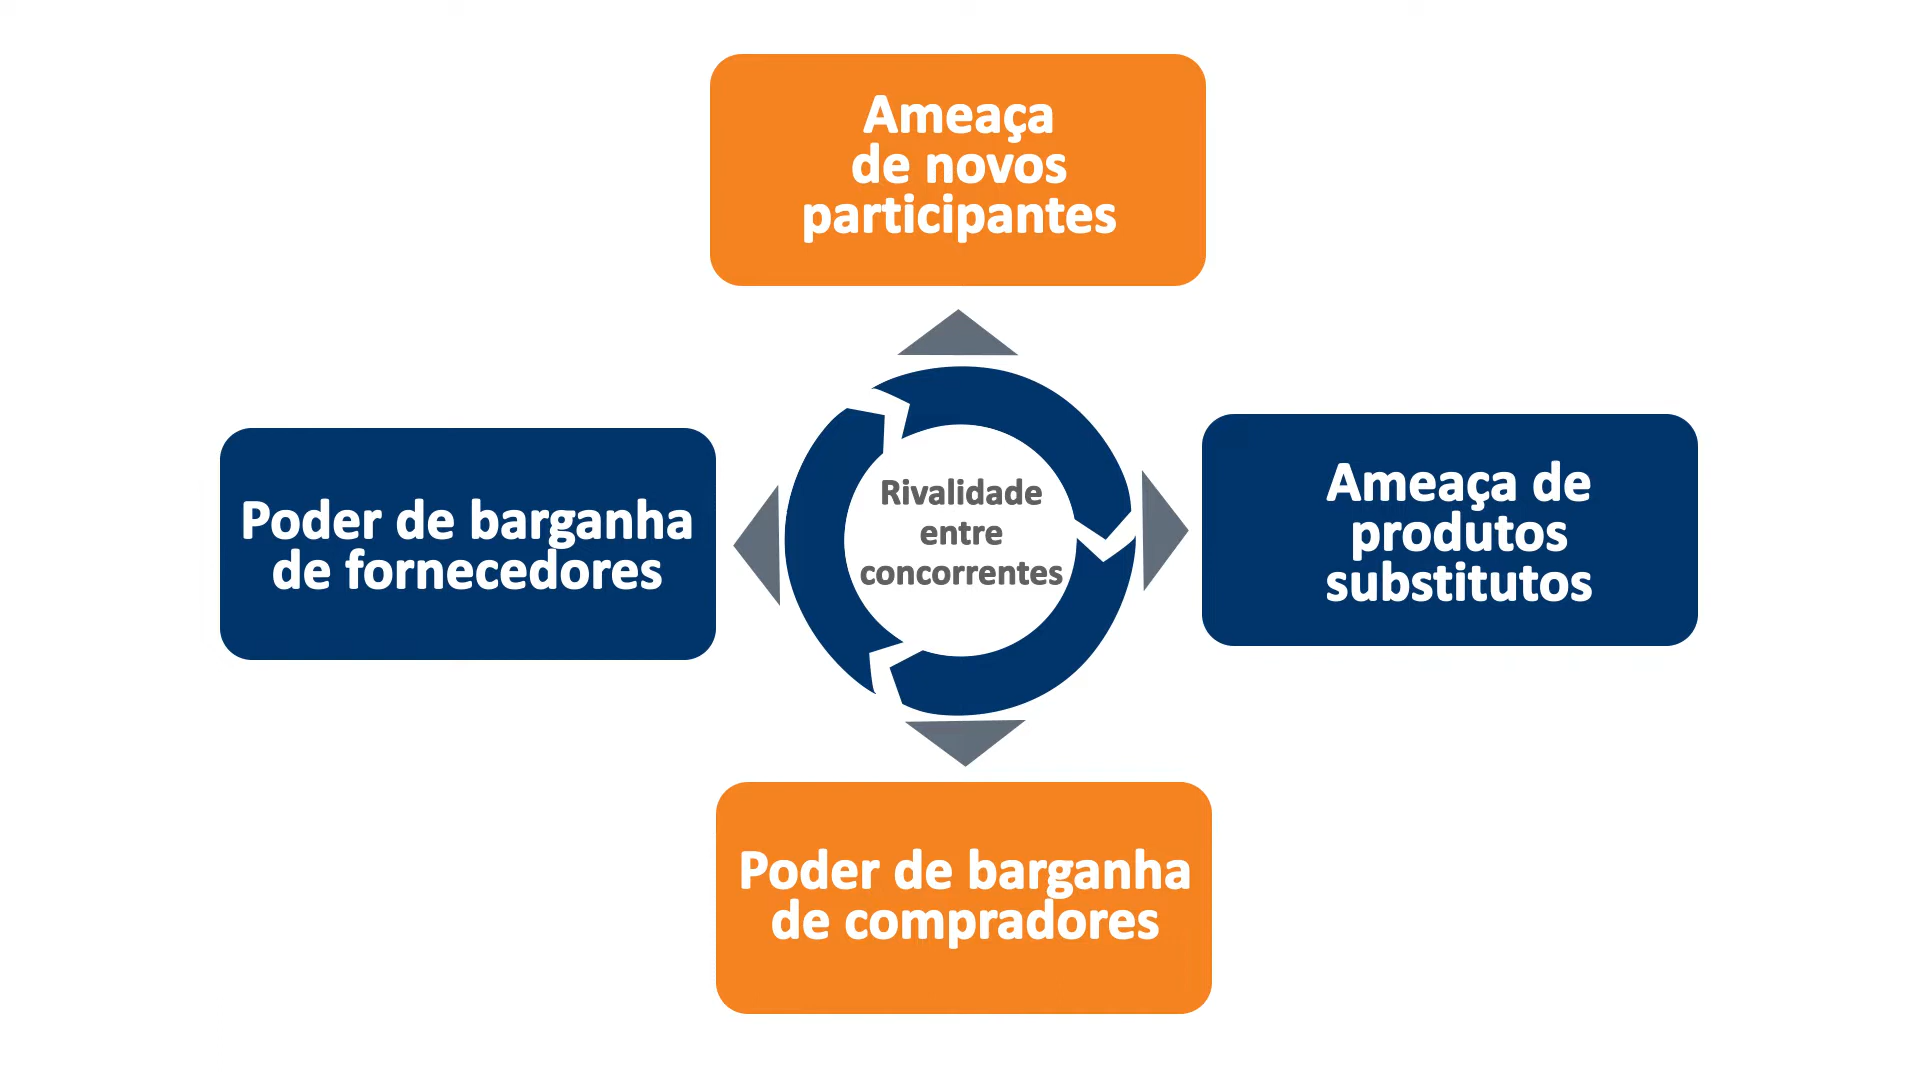 Ameaça
de novos
participantes
Poder de barganha
de fornecedores
Rivalidade
entre
concorrentes
Ameaça de
produtos
substitutos
Poder de barganha
de compradores